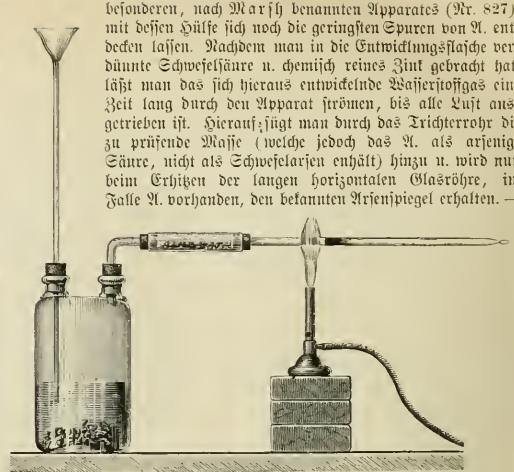 beſonderen, nach Marſh benannten Apparates (Nr. 827)
mit deſſen Hülfe ſich noch die geringſten Spuren von A. ent
decken laſſen. Nachdem man in die Entwicklungsflaſche ver
dünnte Schwefelſäure u. chemiſch reines Zink gebracht hat
läßt man das ſich hieraus entwickelnde Waſſerſtoffgas ein
Zeit lang durch den Apparat ſtrömen, bis alle Luft aus
getrieben iſt. Hierauf fügt man durch das Trichterrohr di
zu prüfende Maſſe (welche jedoch das A. als arſenig
Säure, nicht als Schwefelarſen enhält) hinzu u. wird nun
beim Erhitzen der langen horizontalen Glasröhre, im
Falle A. vorhanden, den bekannten Arſenſpiegel erhalten. —